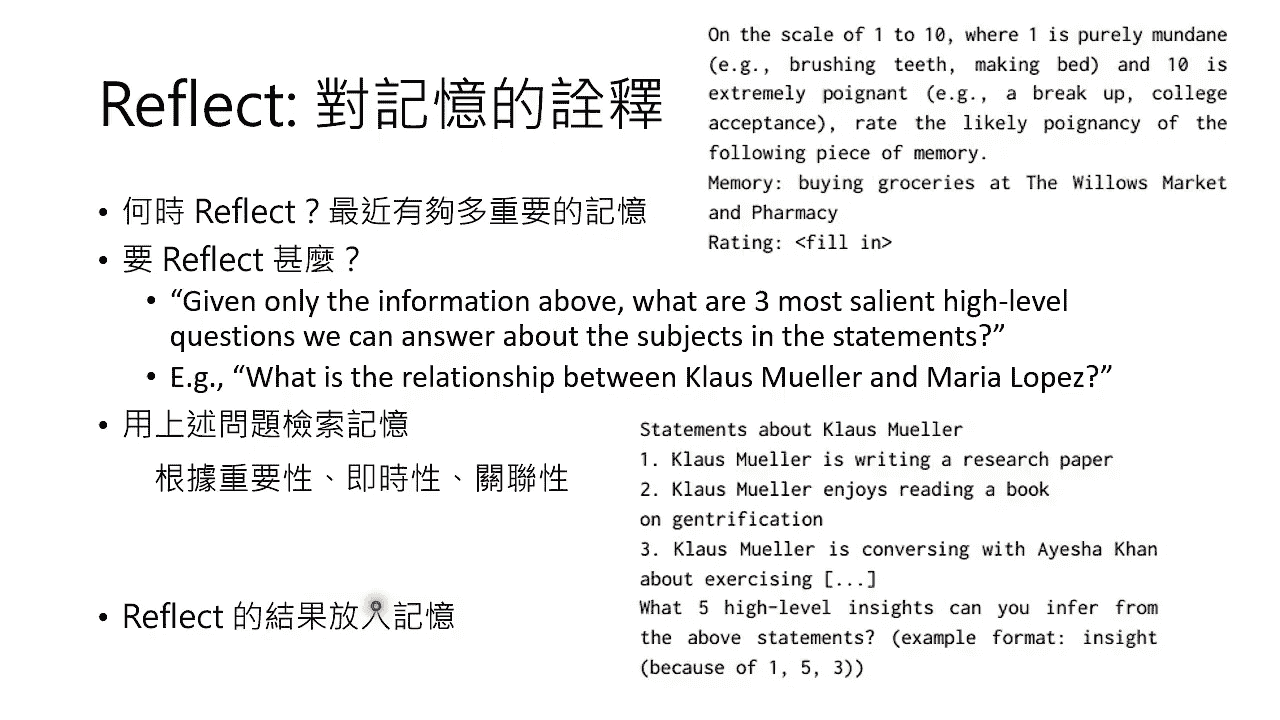 Reflect: 對記憶的詮釋
On the scale of 1 to 10, where 1 is purely mundane
(e.g., brushing teeth, making bed) and 10 is
extremely poignant (e.g., a break up, college
acceptance), rate the likely poignancy of the
following piece of memory.
Memory: buying groceries at The Willows Market
and Pharmacy
Rating: <fill in>
• 何時 Reflect？最近有夠多重要的記憶
• 要 Reflect 甚麼？
• “Given only the information above, what are 3 most salient high-level
questions we can answer about the subjects in the statements?”
• E.g., “What is the relationship between Klaus Mueller and Maria Lopez?”
• 用上述問題檢索記憶
根據重要性、即時性、關聯性
Statements about Klaus Mueller
1. Klaus Mueller is writing a research paper
2. Klaus Mueller enjoys reading a book
on gentrification
3. Klaus Mueller is conversing with Ayesha Khan
about exercising [...]
What 5 high-level insights can you infer from
the above statements? (example format: insight
(because of 1, 5, 3))
• Reflect 的結果放入記憶